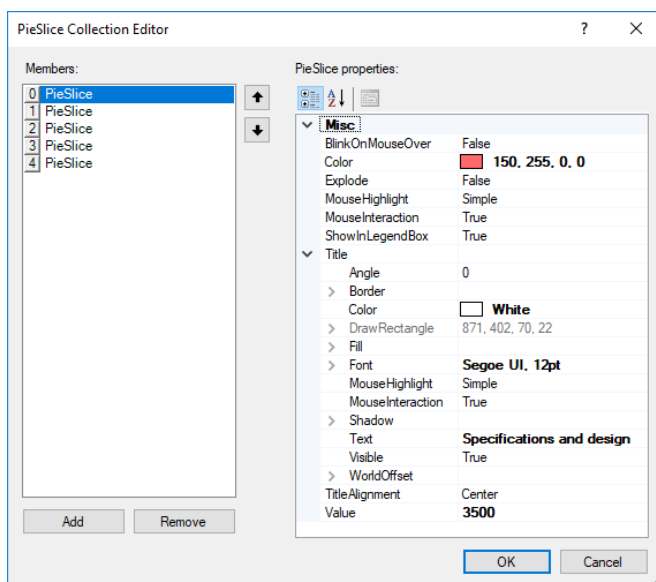 PieSlice Collection Editor
Members:
0 PieSlice
1 PieSlice
2 PieSlice
3 PieSlice
4 PieSlice
Add Remove
PieSlice properties:
Misc
BlinkOnMouseOver False
Color 150, 255, 0, 0
Explode False
MouseHighlight Simple
MouseInteraction True
ShowInLegendBox True
Title
Angle 0
Border
Color White
DrawRectangle 871, 402, 70, 22
Fill
Font Segoe UI, 12pt
MouseHighlight Simple
MouseInteraction True
Shadow
Text Specifications and design
Visible True
WorldOffset
TitleAlignment Center
Value 3500
OK Cancel